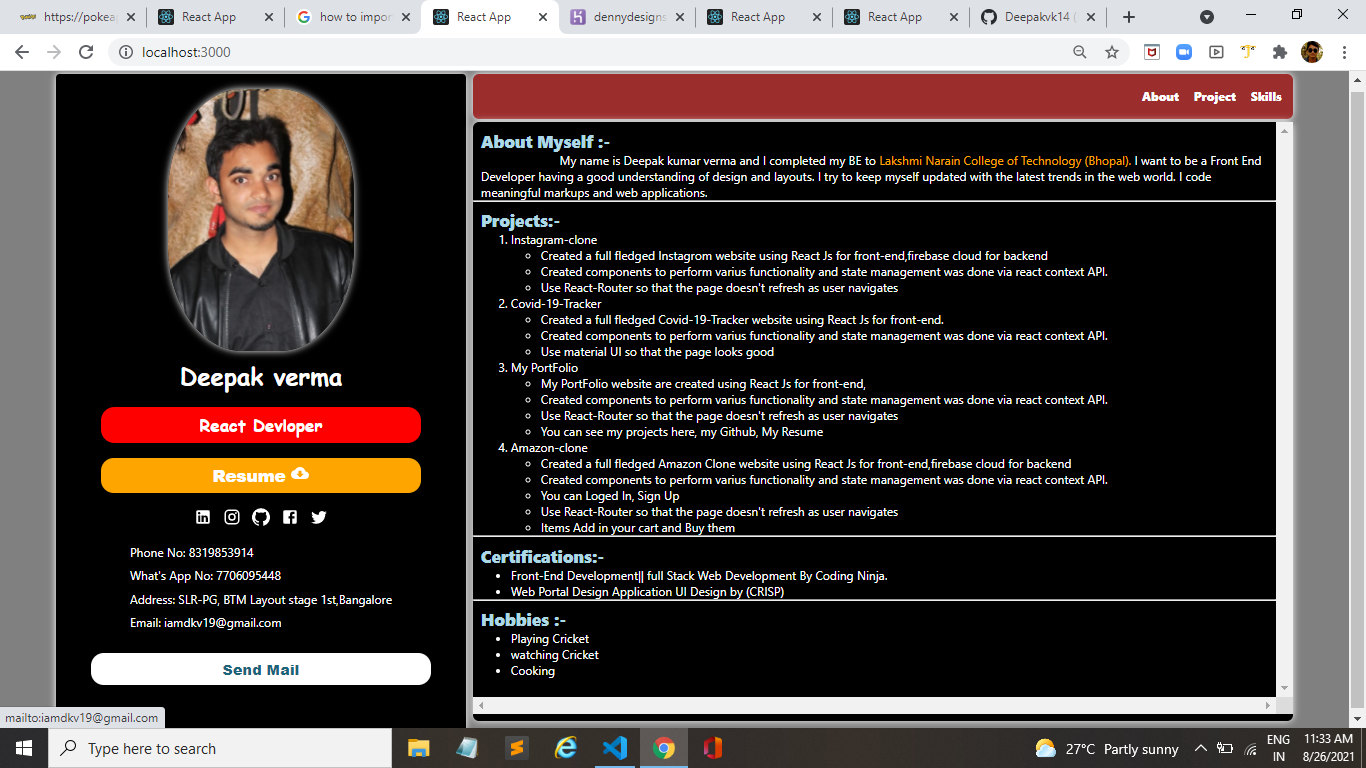 https://pokea
React App
how to impor
React App
dennydesigns
React App
React App
Deepakvk14 (
localhost:3000
About Project Skills
Deepak verma
React Devloper
Resume
Phone No: 8319853914
What's App No: 7706095448
Address: SLR-PG, BTM Layout stage 1st,Bangalore
Email: iamdkv19@gmail.com
Send Mail
About Myself :-
My name is Deepak kumar verma and I completed my BE to Lakshmi Narain College of Technology (Bhopal). I want to be a Front End
Developer having a good understanding of design and layouts. I try to keep myself updated with the latest trends in the web world. I code
meaningful markups and web applications.
Projects:-
1. Instagram-clone
Created a full fledged Instagrom website using React Js for front-end,firebase cloud for backend
Created components to perform varius functionality and state management was done via react context API.
Use React-Router so that the page doesn't refresh as user navigates
2. Covid-19-Tracker
Created a full fledged Covid-19-Tracker website using React Js for front-end.
Created components to perform varius functionality and state management was done via react context API.
Use material UI so that the page looks good
3. My PortFolio
My PortFolio website are created using React Js for front-end,
Created components to perform varius functionality and state management was done via react context API.
Use React-Router so that the page doesn't refresh as user navigates
You can see my projects here, my Github, My Resume
4. Amazon-clone
Created a full fledged Amazon Clone website using React Js for front-end,firebase cloud for backend
Created components to perform varius functionality and state management was done via react context API.
You can Loged In, Sign Up
Use React-Router so that the page doesn't refresh as user navigates
Items Add in your cart and Buy them
Certifications:-
Front-End Development|| full Stack Web Development By Coding Ninja.
Web Portal Design Application UI Design by (CRISP)
Hobbies :-
Playing Cricket
watching Cricket
Cooking
mailto:iamdkv19@gmail.com
Type here to search
27°C Partly sunny
ENG
IN
11:33 AM
8/26/2021